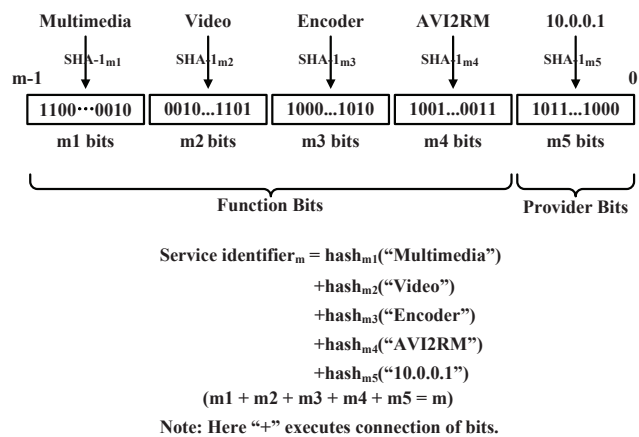 Multimedia Video Encoder AVI2RM 10.0.0.1
SHA-1m1 SHA-1m2 SHA-1m3 SHA-1m4 SHA-1m5
m-1 0
1100···0010 0010...1101 1000...1010 1001...0011 1011...1000
m1 bits m2 bits m3 bits m4 bits m5 bits
Function Bits Provider Bits
Service identifierm = hashm1(“Multimedia”)
+hashm2(“Video”)
+hashm3(“Encoder”)
+hashm4(“AVI2RM”)
+hashm5(“10.0.0.1”)
(m1 + m2 + m3 + m4 + m5 = m)
Note: Here “+” executes connection of bits.